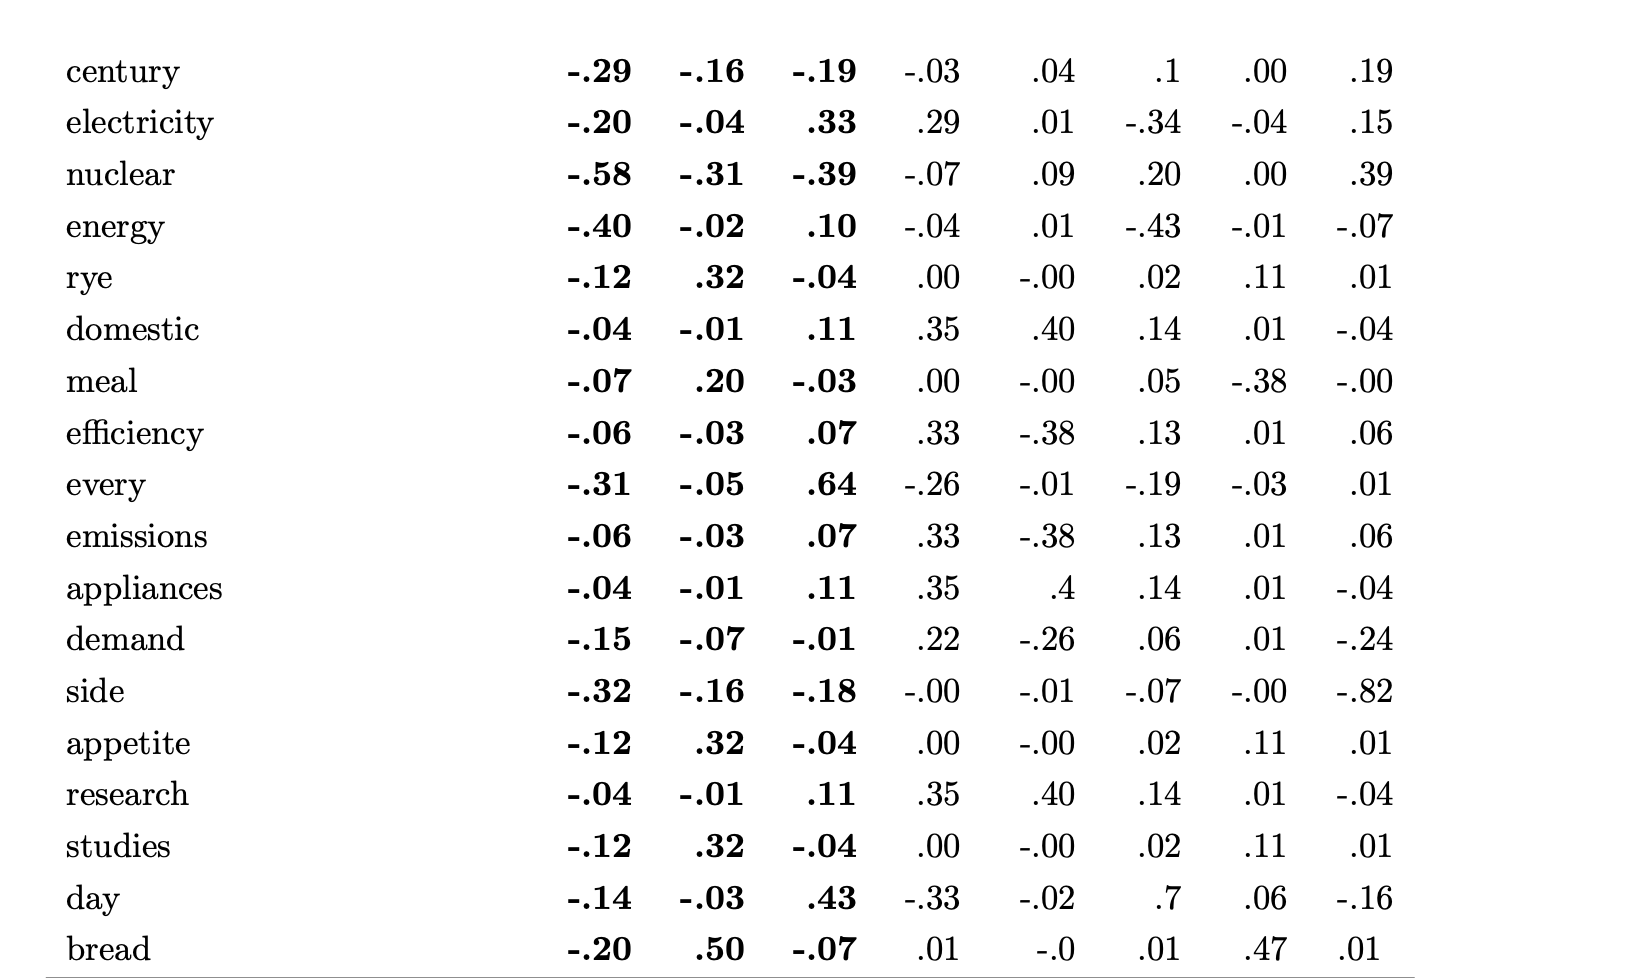 century -.29 -.16 -.19 -.03 .04 .1 .00 .19
electricity -.20 -.04 .33 .29 .01 -.34 -.04 .15
nuclear -.58 -.31 -.39 -.07 .09 .20 .00 .39
energy -.40 -.02 .10 -.04 .01 -.43 -.01 -.07
rye -.12 .32 -.04 .00 -.00 .02 .11 .01
domestic -.04 -.01 .11 .35 .40 .14 .01 -.04
meal -.07 .20 -.03 .00 -.00 .05 -.38 -.00
efficiency -.06 -.03 .07 .33 -.38 .13 .01 .06
every -.31 -.05 .64 -.26 -.01 -.19 -.03 .01
emissions -.06 -.03 .07 .33 -.38 .13 .01 .06
appliances -.04 -.01 .11 .35 .4 .14 .01 -.04
demand -.15 -.07 -.01 .22 -.26 .06 .01 -.24
side -.32 -.16 -.18 -.00 -.01 -.07 -.00 -.82
appetite -.12 .32 -.04 .00 -.00 .02 .11 .01
research -.04 -.01 .11 .35 .40 .14 .01 -.04
studies -.12 .32 -.04 .00 -.00 .02 .11 .01
day -.14 -.03 .43 -.33 -.02 .7 .06 -.16
bread -.20 .50 -.07 .01 -.0 .01 .47 .01